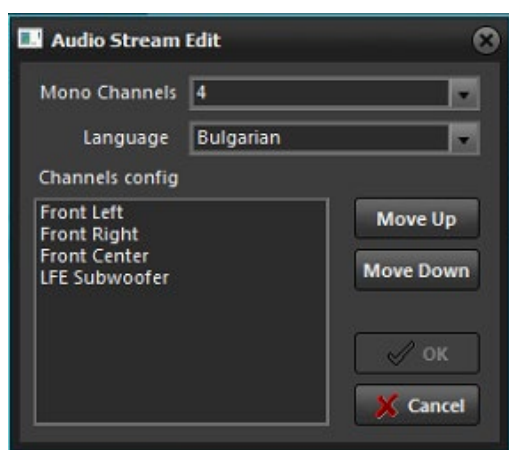 Audio Stream Edit
Mono Channels 4
Language Bulgarian
Channels config
Front Left
Front Right
Front Center
LFE Subwoofer
Move Up
Move Down
OK
Cancel